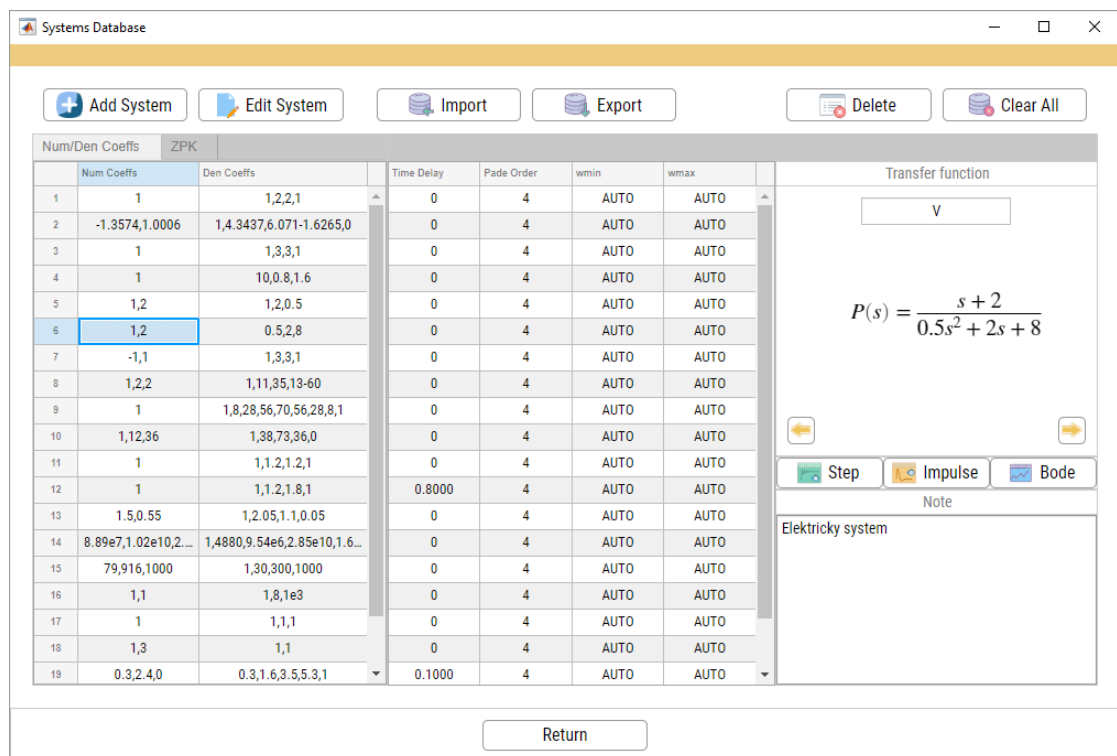 Systems Database
Add System Edit System Import Export Delete Clear All
Num/Den Coeffs ZPK
Num Coeffs Den Coeffs Time Delay Pade Order wmin wmax
1 1 1,2,2,1 0 4 AUTO AUTO
2 -1.3574,1.0006 1,4.3437,6.071-1.6265,0 0 4 AUTO AUTO
3 1 1,3,3,1 0 4 AUTO AUTO
4 1 10,0.8,1.6 0 4 AUTO AUTO
5 1,2 1,2,0.5 0 4 AUTO AUTO
6 1,2 0.5,2,8 0 4 AUTO AUTO
7 -1,1 1,3,3,1 0 4 AUTO AUTO
8 1,2,2 1,11,35,13-60 0 4 AUTO AUTO
9 1 1,8,28,56,70,56,28,8,1 0 4 AUTO AUTO
10 1,12,36 1,38,73,36,0 0 4 AUTO AUTO
11 1 1,1.2,1.2,1 0 4 AUTO AUTO
12 1 1,1.2,1.8,1 0.8000 4 AUTO AUTO
13 1.5,0.55 1,2.05,1.1,0.05 0 4 AUTO AUTO
14 8.89e7,1.02e10,2.... 1,4880,9.54e6,2.85e10,1.6... 0 4 AUTO AUTO
15 79,916,1000 1,30,300,1000 0 4 AUTO AUTO
16 1,1 1,8,1e3 0 4 AUTO AUTO
17 1 1,1,1 0 4 AUTO AUTO
18 1,3 1,1 0 4 AUTO AUTO
19 0.3,2.4,0 0.3,1.6,3.5,5.3,1 0.1000 4 AUTO AUTO
Transfer function
V
P(s) = (s + 2)/(0.5s² + 2s + 8)
Step Impulse Bode
Note
Elektricky system
Return